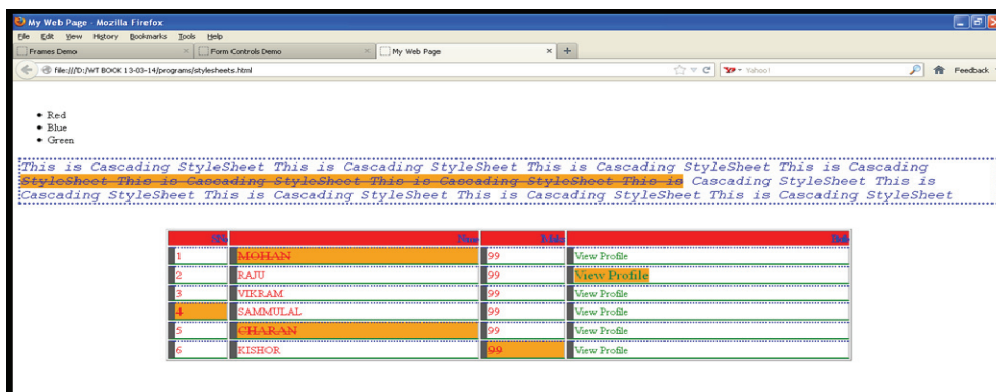 My Web Page - Mozilla Firefox
File Edit View History Bookmarks Tools Help
Frames Demo × Form Controls Demo × My Web Page × +
file:///D:/WT BOOK 13-03-14/programs/stylesheets.html Yahoo! Feedback
Red
Blue
Green
This is Cascading StyleSheet This is Cascading StyleSheet This is Cascading StyleSheet This is Cascading
StyleSheet This is Cascading StyleSheet This is Cascading StyleSheet This is Cascading StyleSheet This is
Cascading StyleSheet This is Cascading StyleSheet This is Cascading StyleSheet This is Cascading StyleSheet
1 MOHAN 99 View Profile
2 RAJU 99 View Profile
3 VIKRAM 99 View Profile
4 SAMMULAL 99 View Profile
5 CHARAN 99 View Profile
6 KISHOR 99 View Profile